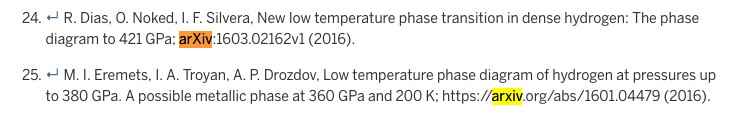 24. ↵ R. Dias, O. Noked, I. F. Silvera, New low temperature phase transition in dense hydrogen: The phase
diagram to 421 GPa; arXiv:1603.02162v1 (2016).
25. ↵ M. I. Eremets, I. A. Troyan, A. P. Drozdov, Low temperature phase diagram of hydrogen at pressures up
to 380 GPa. A possible metallic phase at 360 GPa and 200 K; https://arxiv.org/abs/1601.04479 (2016).